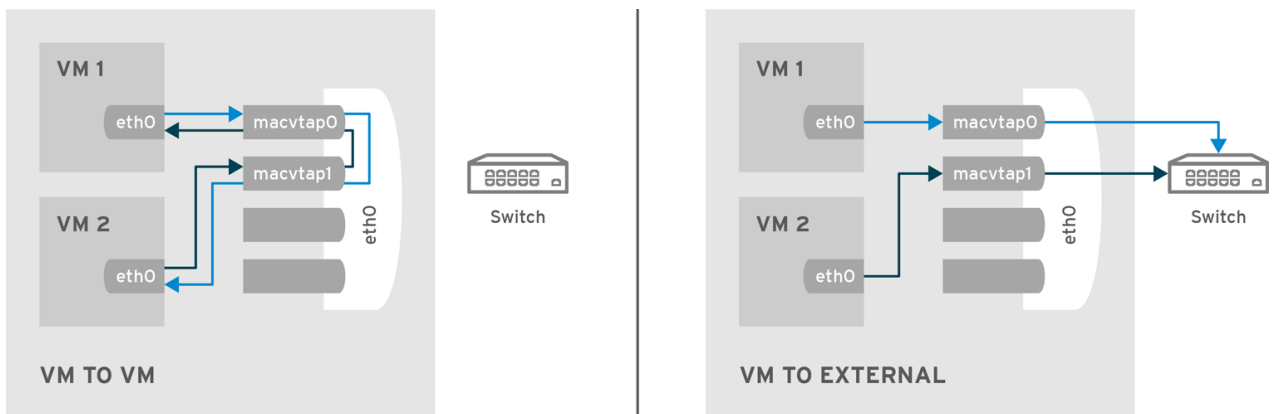 VM 1
eth0
macvtap0
macvtap1
VM 2
eth0
eth0
Switch
VM TO VM
VM 1
eth0
macvtap0
macvtap1
VM 2
eth0
eth0
Switch
VM TO EXTERNAL